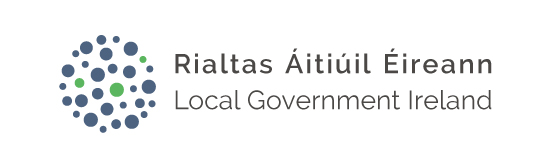 Rialtas Áitiúil Éireann
Local Government Ireland